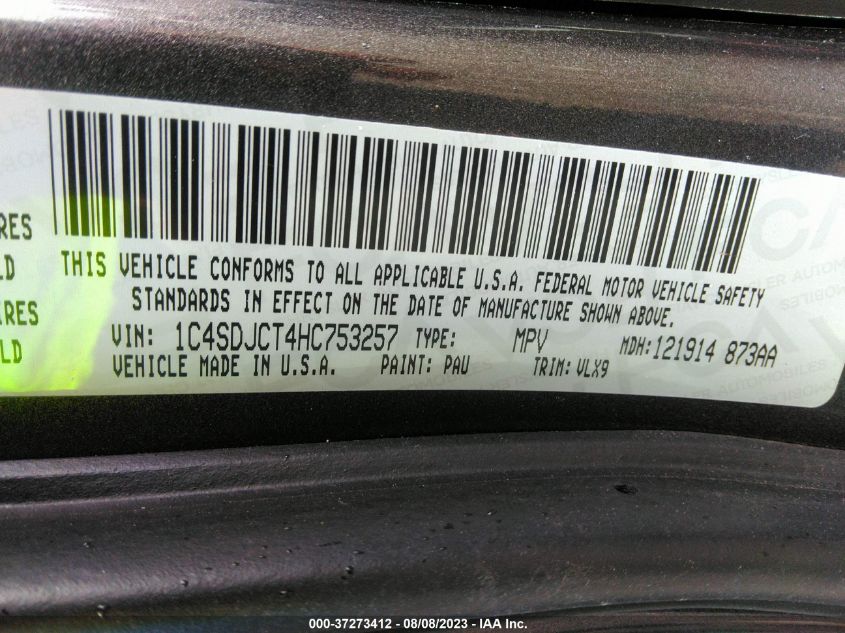 RES
LD
IRES
LD
THIS VEHICLE CONFORMS TO ALL APPLICABLE U.S.A. FEDERAL MOTOR VEHICLE SAFETY
STANDARDS IN EFFECT ON THE DATE OF MANUFACTURE SHOWN ABOVE.
VIN: 1C4SDJCT4HC753257 TYPE: MPV MDH:121914 873AA
VEHICLE MADE IN U.S.A. PAINT: PAU TRIM: VLX9
000-37273412 - 08/08/2023 - IAA Inc.